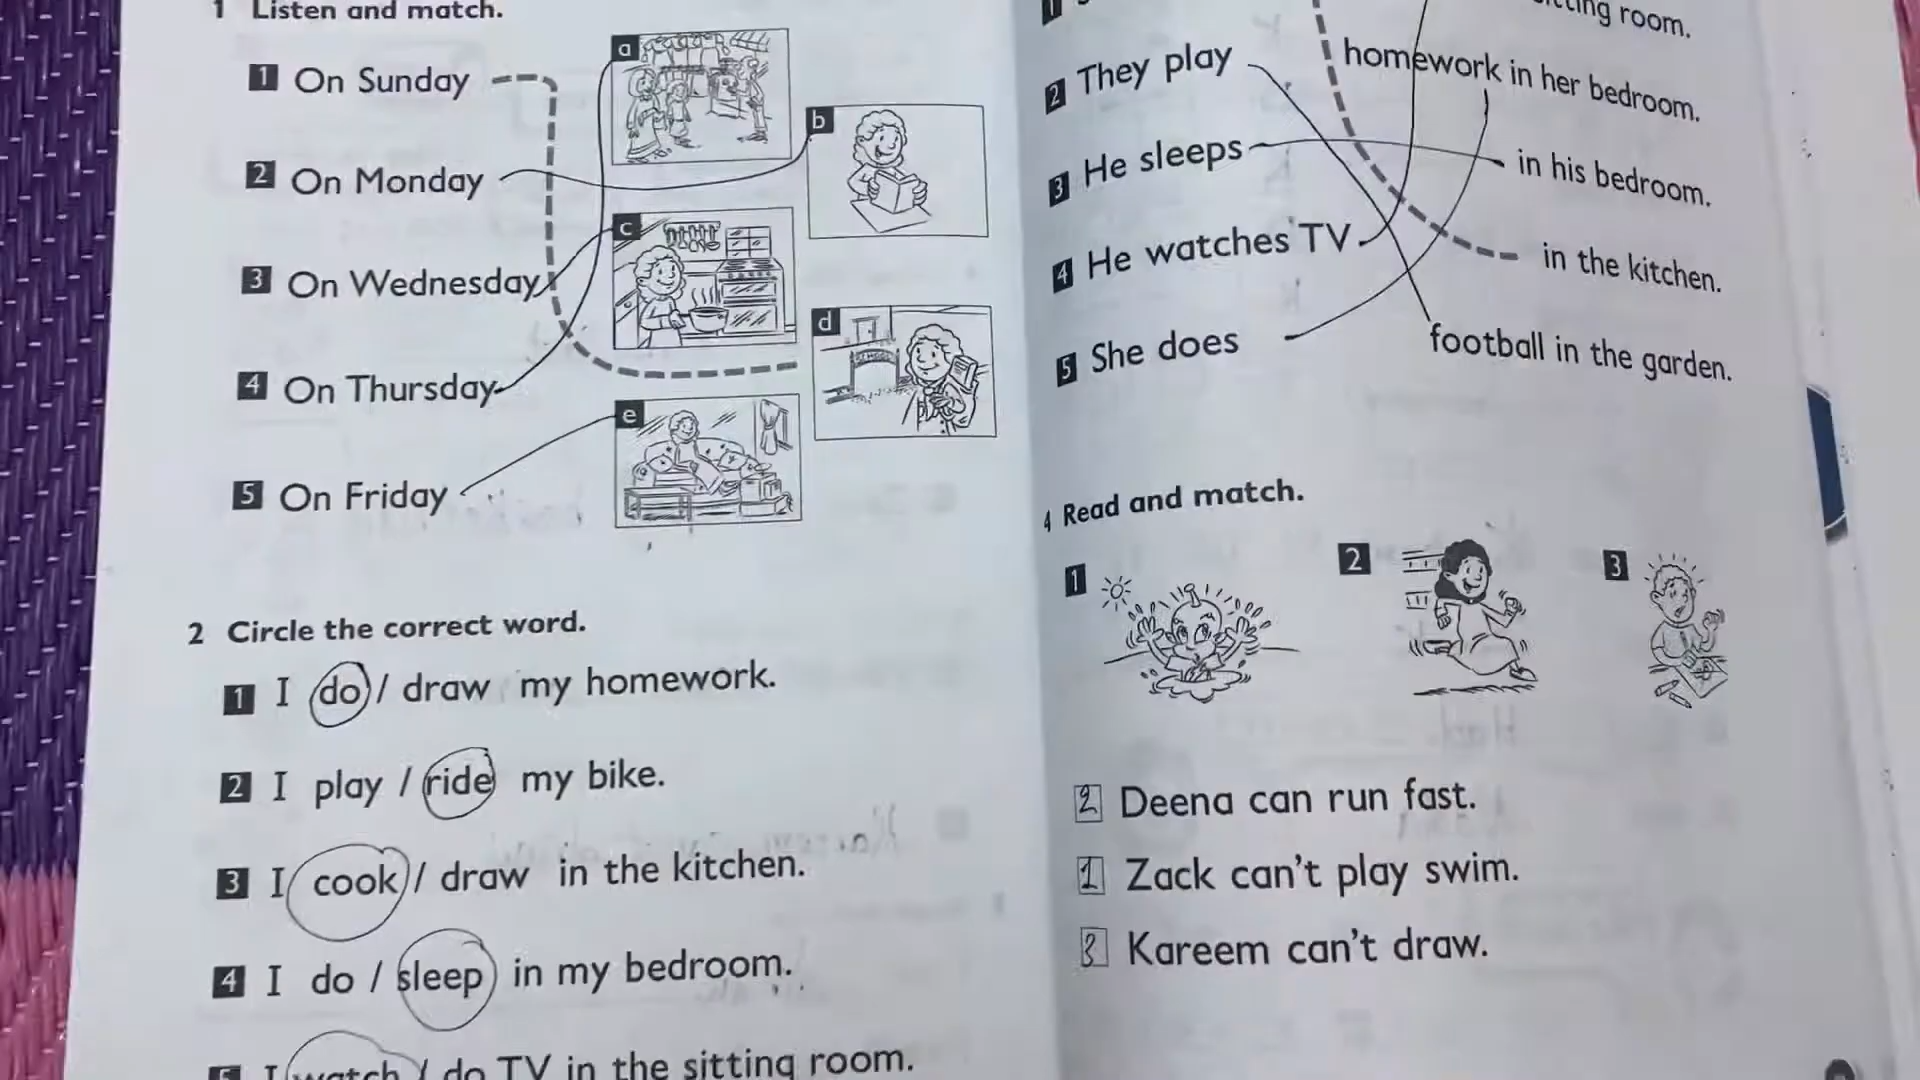 1 Listen and match.
1 On Sunday
2 On Monday
3 On Wednesday
4 On Thursday
5 On Friday
a
b
c
d
e
2 Circle the correct word.
1 I do / draw my homework.
2 I play / ride my bike.
3 I cook / draw in the kitchen.
4 I do / sleep in my bedroom.
5 I watch / do TV in the sitting room.
1
sitting room.
2 They play
homework in her bedroom.
3 He sleeps
in his bedroom.
4 He watches TV
in the kitchen.
5 She does
football in the garden.
4 Read and match.
1
2
3
2 Deena can run fast.
1 Zack can't play swim.
3 Kareem can't draw.